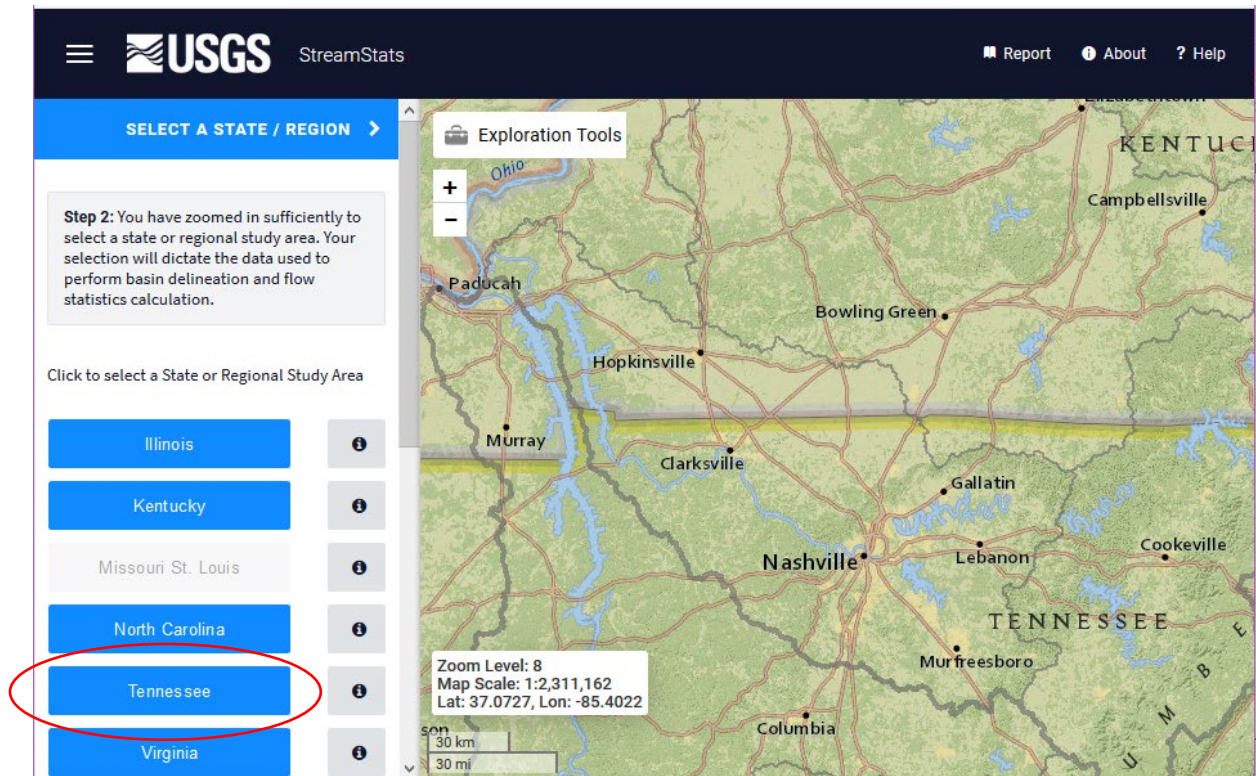 USGS StreamStats
Report About ? Help
SELECT A STATE / REGION
Exploration Tools
+
−
Step 2: You have zoomed in sufficiently to
select a state or regional study area. Your
selection will dictate the data used to
perform basin delineation and flow
statistics calculation.
Click to select a State or Regional Study Area
Illinois
Kentucky
Missouri St. Louis
North Carolina
Tennessee
Virginia
KENTUC
Ohio
Campbellsville
Paducah
Bowling Green
Hopkinsville
Murray
Clarksville
Gallatin
Nashville
Lebanon
Cookeville
TENNESSEE
Murfreesboro
Columbia
Zoom Level: 8
Map Scale: 1:2,311,162
Lat: 37.0727, Lon: -85.4022
son
30 km
30 mi
U M B E